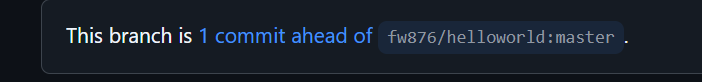 This branch is 1 commit ahead of fw876/helloworld:master.